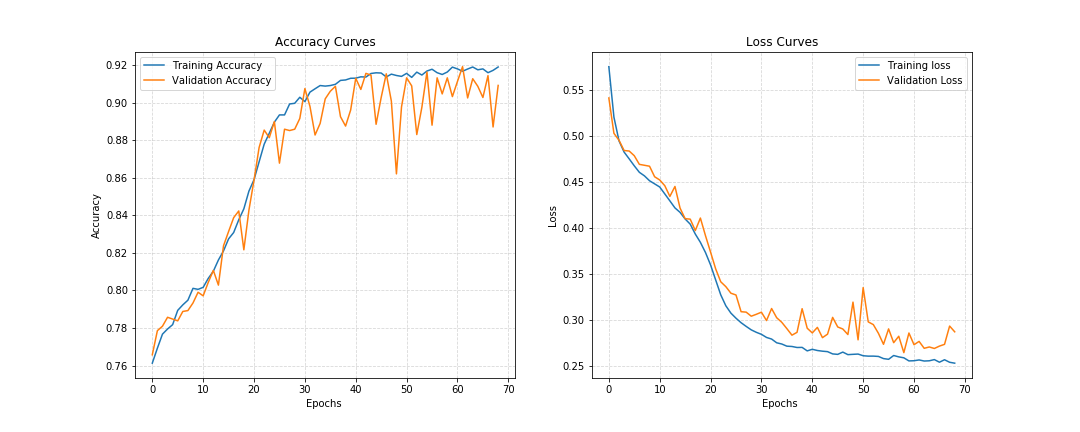 Accuracy Curves
Training Accuracy
Validation Accuracy
0.92
0.90
0.88
0.86
0.84
0.82
0.80
0.78
0.76
Accuracy
0 10 20 30 40 50 60 70
Epochs
Loss Curves
Training loss
Validation Loss
0.55
0.50
0.45
0.40
0.35
0.30
0.25
Loss
0 10 20 30 40 50 60 70
Epochs